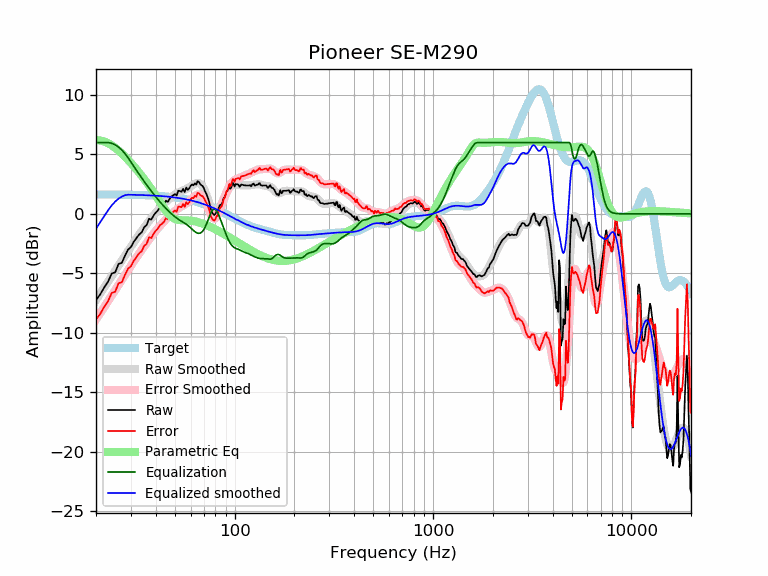 Pioneer SE-M290
Amplitude (dBr)
10
5
0
−5
−10
−15
−20
−25
Target
Raw Smoothed
Error Smoothed
Raw
Error
Parametric Eq
Equalization
Equalized smoothed
100
1000
10000
Frequency (Hz)